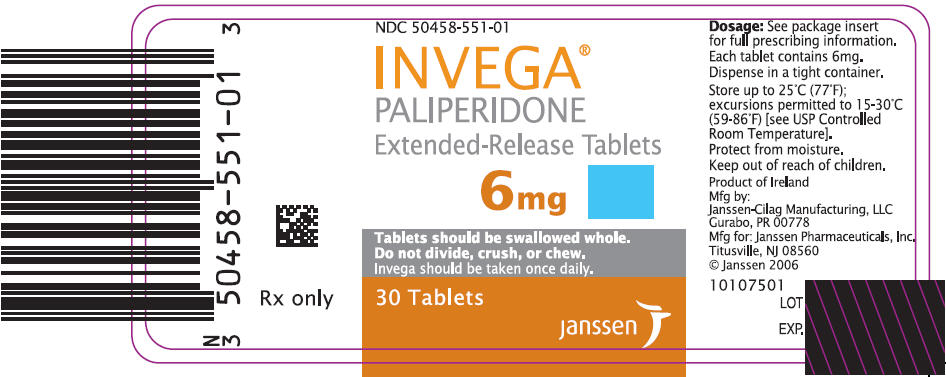 N
3 50458-551-01 3
Rx only
NDC 50458-551-01
INVEGA®
PALIPERIDONE
Extended-Release Tablets
6mg
Tablets should be swallowed whole.
Do not divide, crush, or chew.
Invega should be taken once daily.
30 Tablets
janssen
Dosage: See package insert
for full prescribing information.
Each tablet contains 6mg.
Dispense in a tight container.
Store up to 25°C (77°F);
excursions permitted to 15-30°C
(59-86°F) [see USP Controlled
Room Temperature].
Protect from moisture.
Keep out of reach of children.
Product of Ireland
Mfg by:
Janssen-Cilag Manufacturing, LLC
Gurabo, PR 00778
Mfg for: Janssen Pharmaceuticals, Inc.
Titusville, NJ 08560
© Janssen 2006
10107501
LOT
EXP.